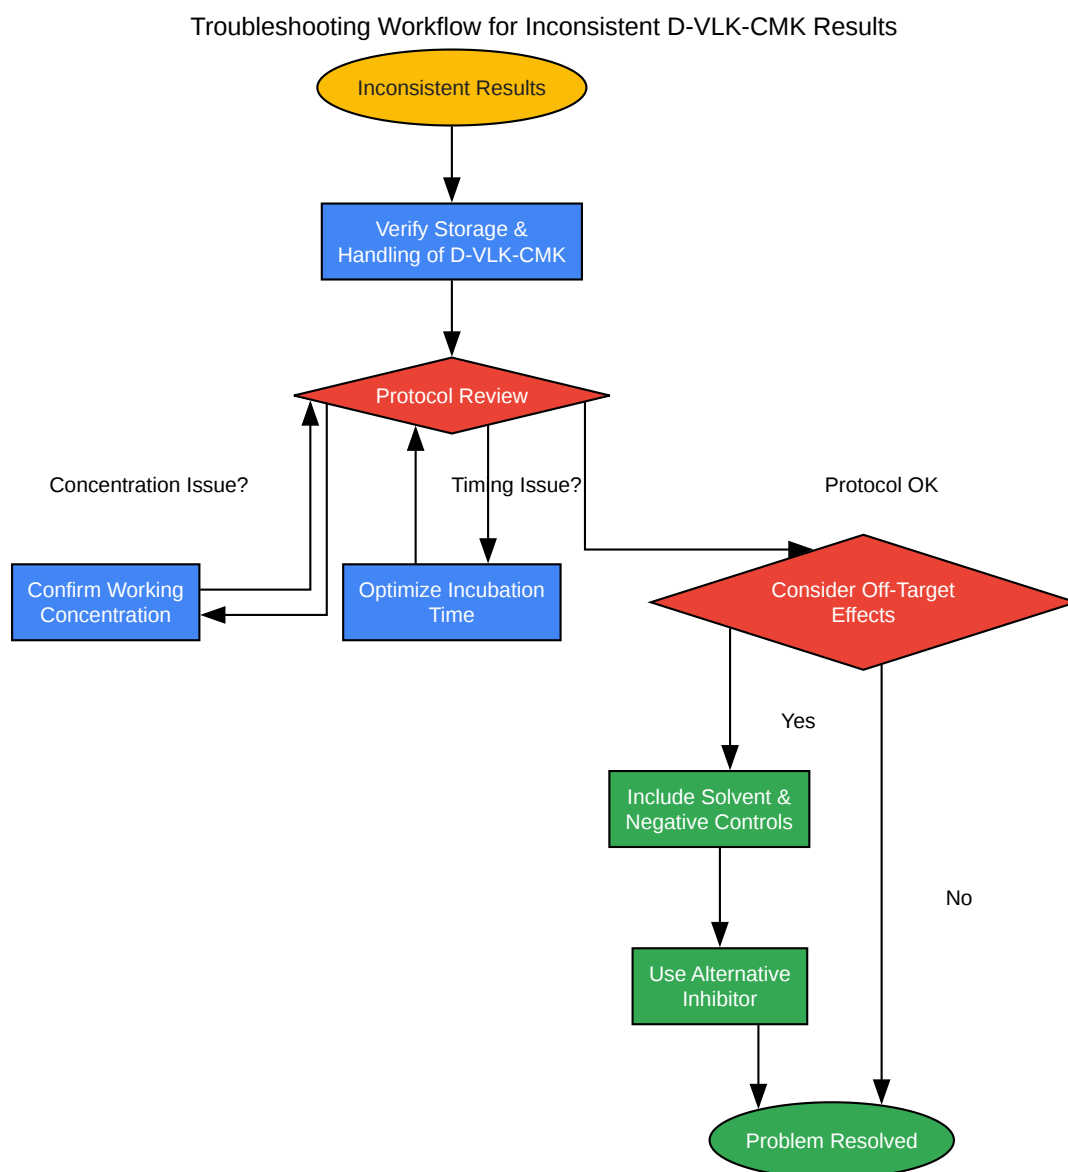 Troubleshooting Workflow for Inconsistent D-VLK-CMK Results
Inconsistent Results
Verify Storage &
Handling of D-VLK-CMK
Protocol Review
Concentration Issue?
Timing Issue?
Protocol OK
Confirm Working
Concentration
Optimize Incubation
Time
Consider Off-Target
Effects
Yes
Include Solvent &
Negative Controls
No
Use Alternative
Inhibitor
Problem Resolved